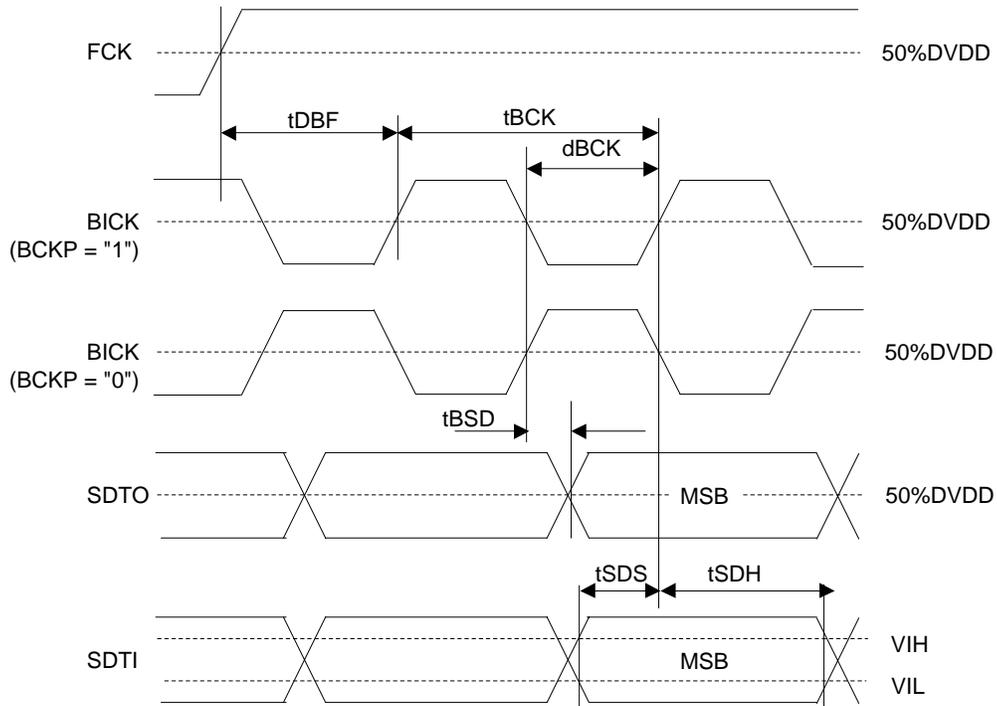 FCK
50%DVDD
tDBF
tBCK
dBCK
BICK
(BCKP = "1")
50%DVDD
BICK
(BCKP = "0")
50%DVDD
tBSD
SDTO
MSB
50%DVDD
tSDS
tSDH
SDTI
MSB
VIH
VIL